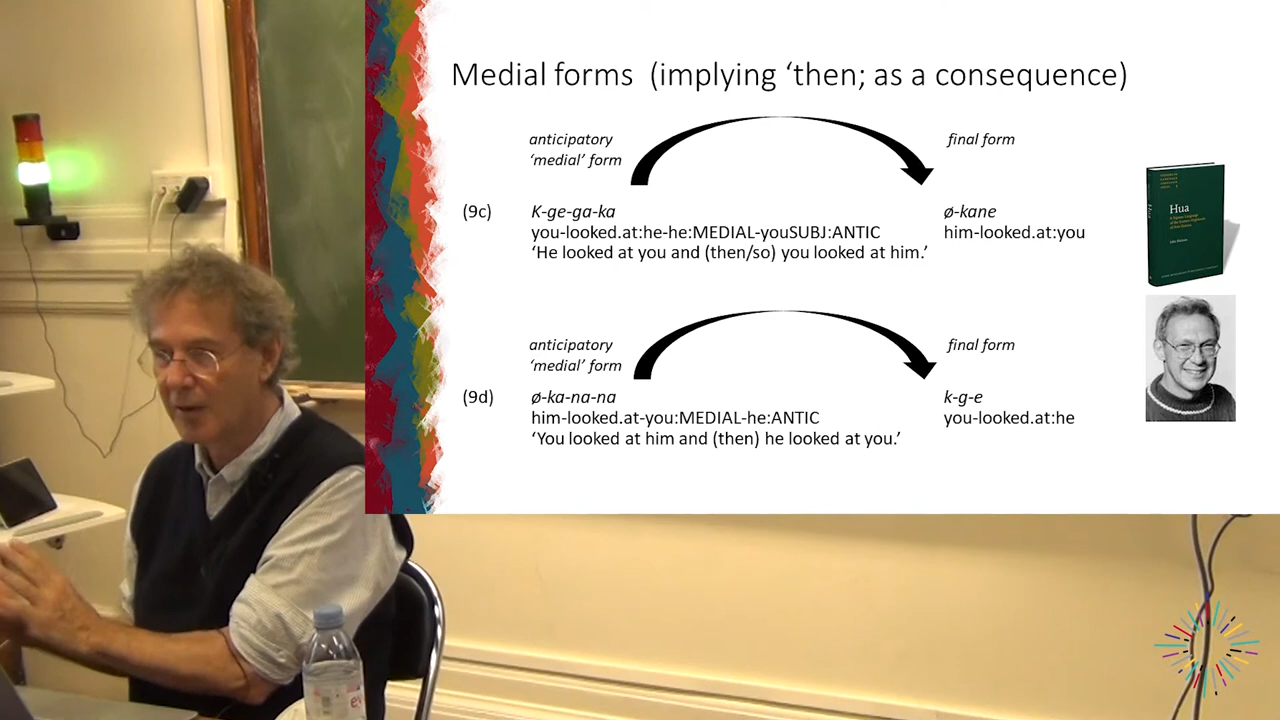 Medial forms (implying ‘then; as a consequence)
anticipatory
‘medial’ form
final form
(9c)
K-ge-ga-ka
ø-kane
you-looked.at:he-he:MEDIAL-youSUBJ:ANTIC
him-looked.at:you
‘He looked at you and (then/so) you looked at him.’
anticipatory
‘medial’ form
final form
(9d)
ø-ka-na-na
k-g-e
him-looked.at-you:MEDIAL-he:ANTIC
you-looked.at:he
‘You looked at him and (then) he looked at you.’
Hua